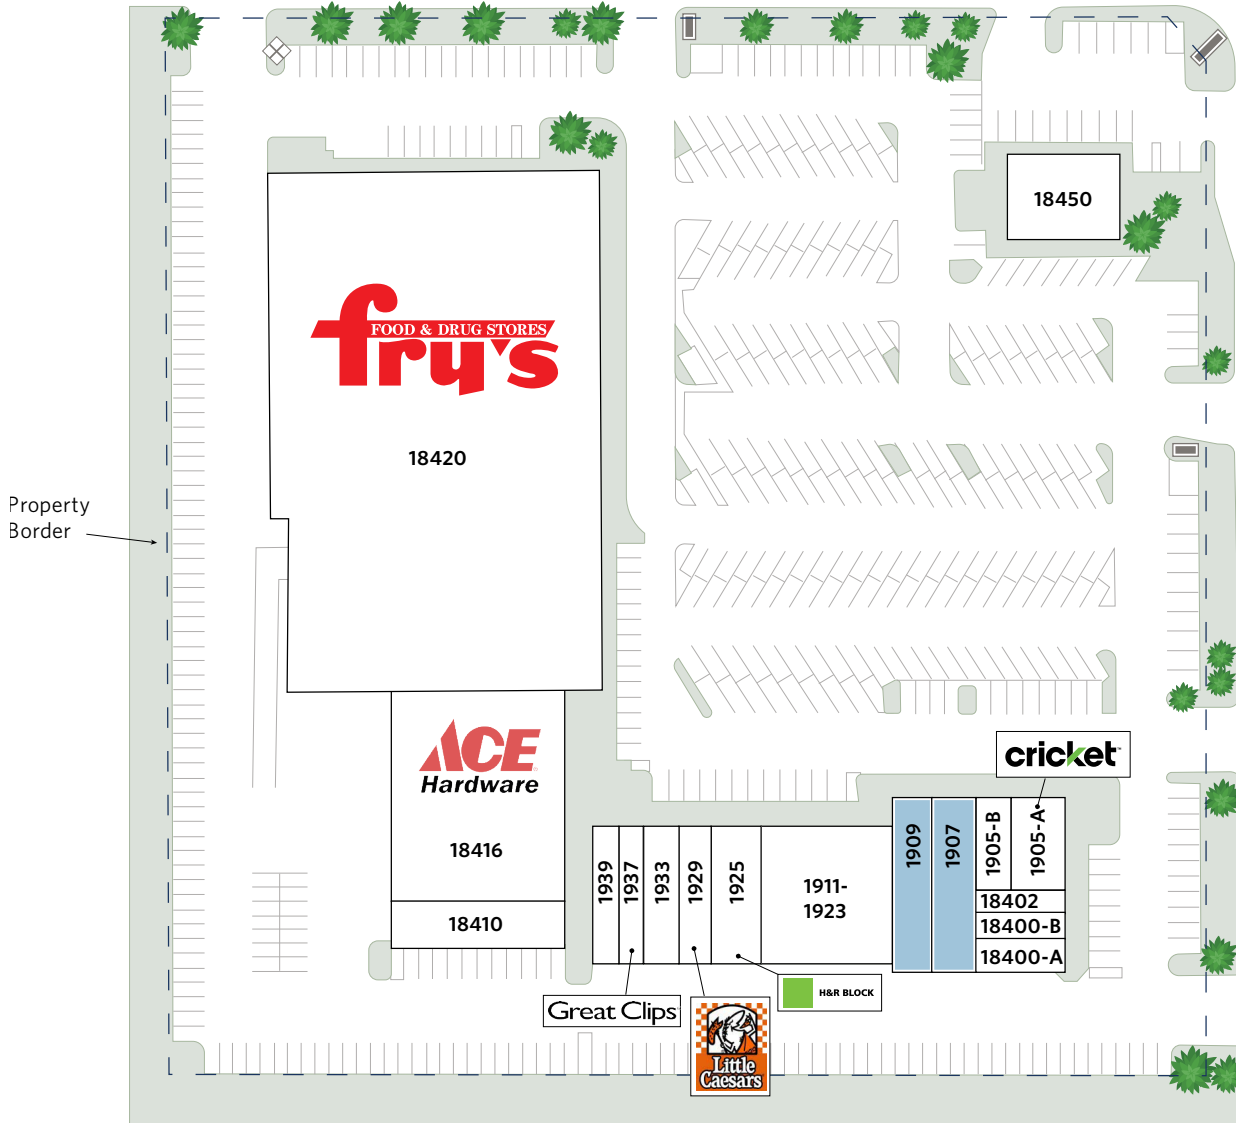 18450
fry's
FOOD & DRUG STORES
18420
Property
Border
ACE
Hardware
18416
18410
cricket
1939
1937
1933
1929
1925
1911-
1923
1909
1907
1905-B
1905-A
18402
18400-B
18400-A
Great Clips
H&R BLOCK
Little
Caesars